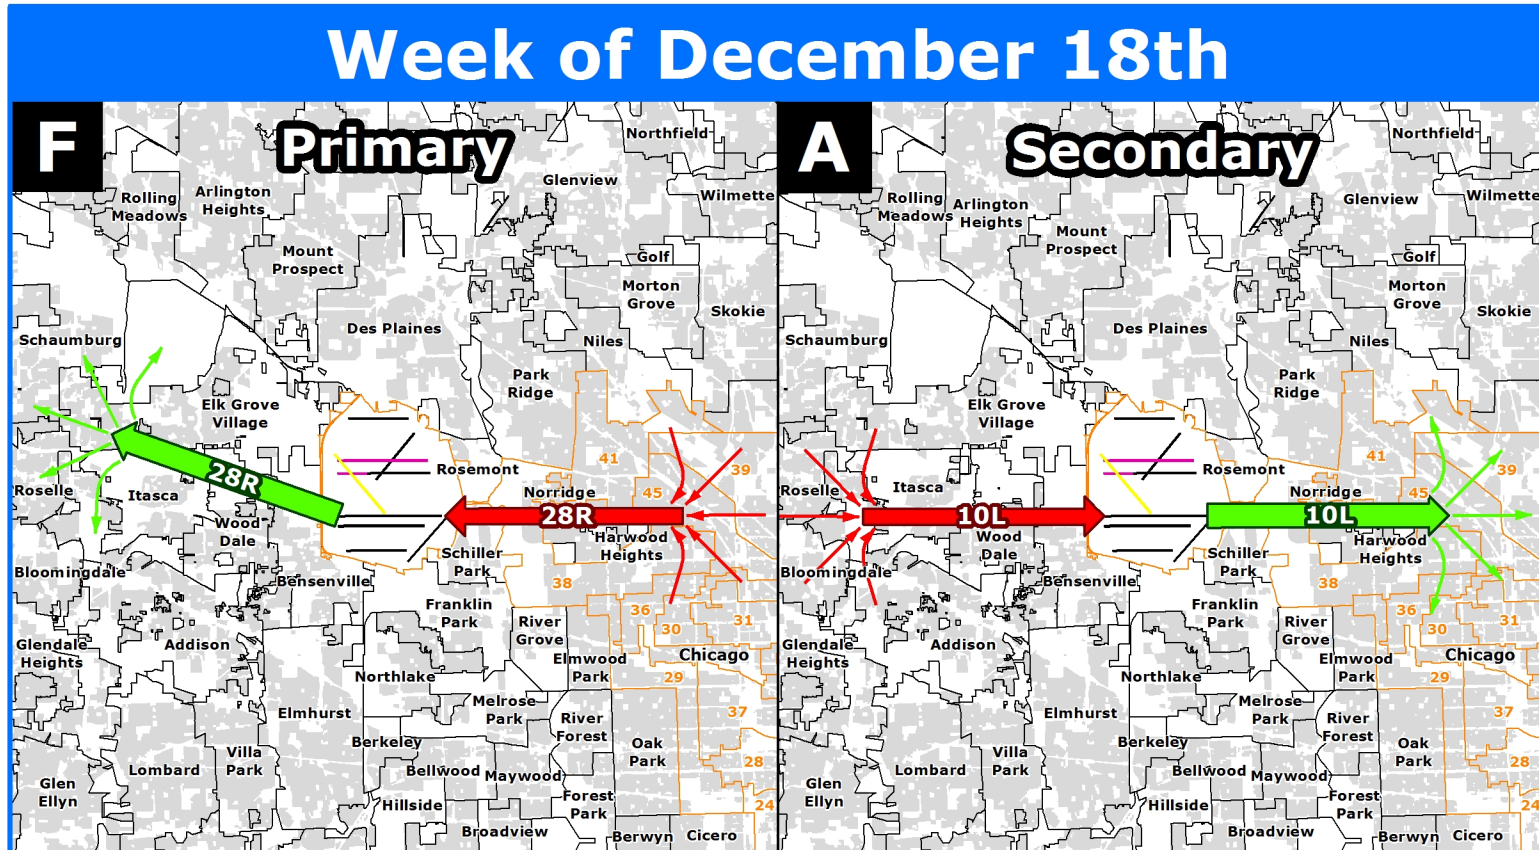 Week of December 18th
F
Primary
Northfield
Glenview
Wilmette
Rolling
Meadows
Arlington
Heights
Mount
Prospect
Golf
Morton
Grove
Skokie
Schaumburg
Des Plaines
Niles
Park
Ridge
Elk Grove
Village
41
39
Rosemont
28R
Roselle
Itasca
Norridge
45
28R
Wood
Dale
Harwood
Heights
Schiller
Park
Bloomingdale
Bensenville
38
Franklin
Park
36
31
River
Grove
30
Glendale
Heights
Addison
Elmwood
Park
Chicago
Northlake
29
Melrose
Park
Elmhurst
River
Forest
37
Berkeley
Oak
Park
Villa
Park
28
Lombard
Bellwood
Maywood
Glen
Ellyn
Hillside
Forest
Park
24
Broadview
Berwyn
Cicero
A
Secondary
Northfield
Glenview
Wilmette
Rolling
Meadows
Arlington
Heights
Mount
Prospect
Golf
Morton
Grove
Skokie
Schaumburg
Des Plaines
Niles
Park
Ridge
Elk Grove
Village
41
39
Rosemont
Roselle
Itasca
Norridge
45
10L
10L
Wood
Dale
Harwood
Heights
Schiller
Park
Bloomingdale
Bensenville
38
Franklin
Park
36
31
River
Grove
30
Glendale
Heights
Addison
Elmwood
Park
Chicago
Northlake
29
Melrose
Park
Elmhurst
River
Forest
37
Berkeley
Oak
Park
Villa
Park
28
Lombard
Bellwood
Maywood
Glen
Ellyn
Hillside
Forest
Park
24
Broadview
Berwyn
Cicero